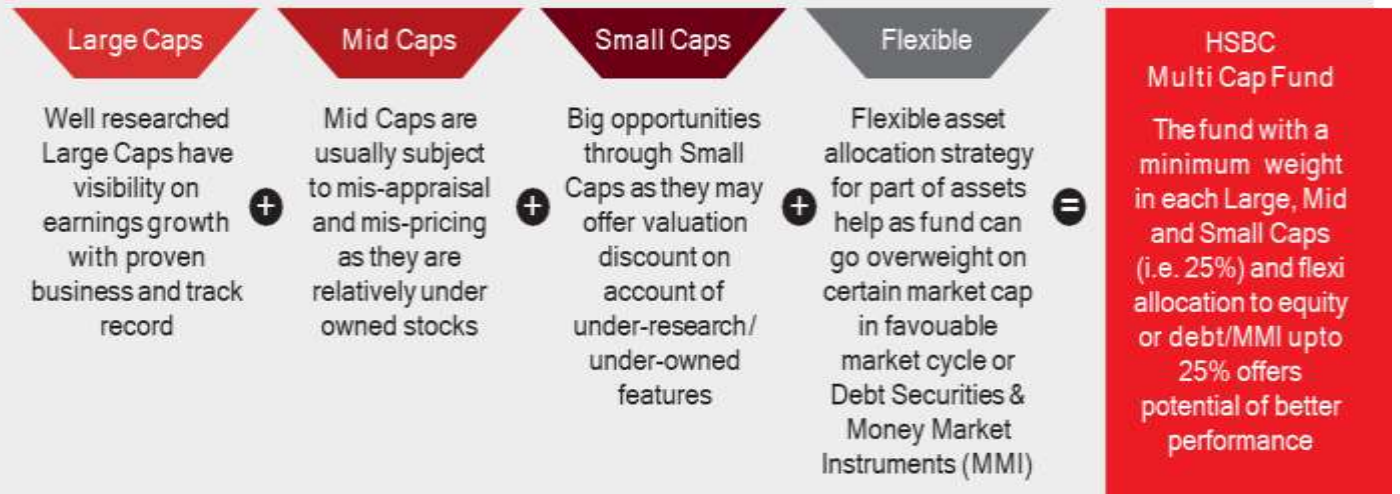 Large Caps
Well researched
Large Caps have
visibility on
earnings growth
with proven
business and track
record
+
Mid Caps
Mid Caps are
usually subject
to mis-appraisal
and mis-pricing
as they are
relatively under
owned stocks
+
Small Caps
Big opportunities
through Small
Caps as they may
offer valuation
discount on
account of
under-research/
under-owned
features
+
Flexible
Flexible asset
allocation strategy
for part of assets
help as fund can
go overweight on
certain market cap
in favouable
market cycle or
Debt Securities &
Money Market
Instruments (MMI)
=
HSBC
Multi Cap Fund
The fund with a
minimum weight
in each Large, Mid
and Small Caps
(i.e. 25%) and flexi
allocation to equity
or debt/MMI upto
25% offers
potential of better
performance